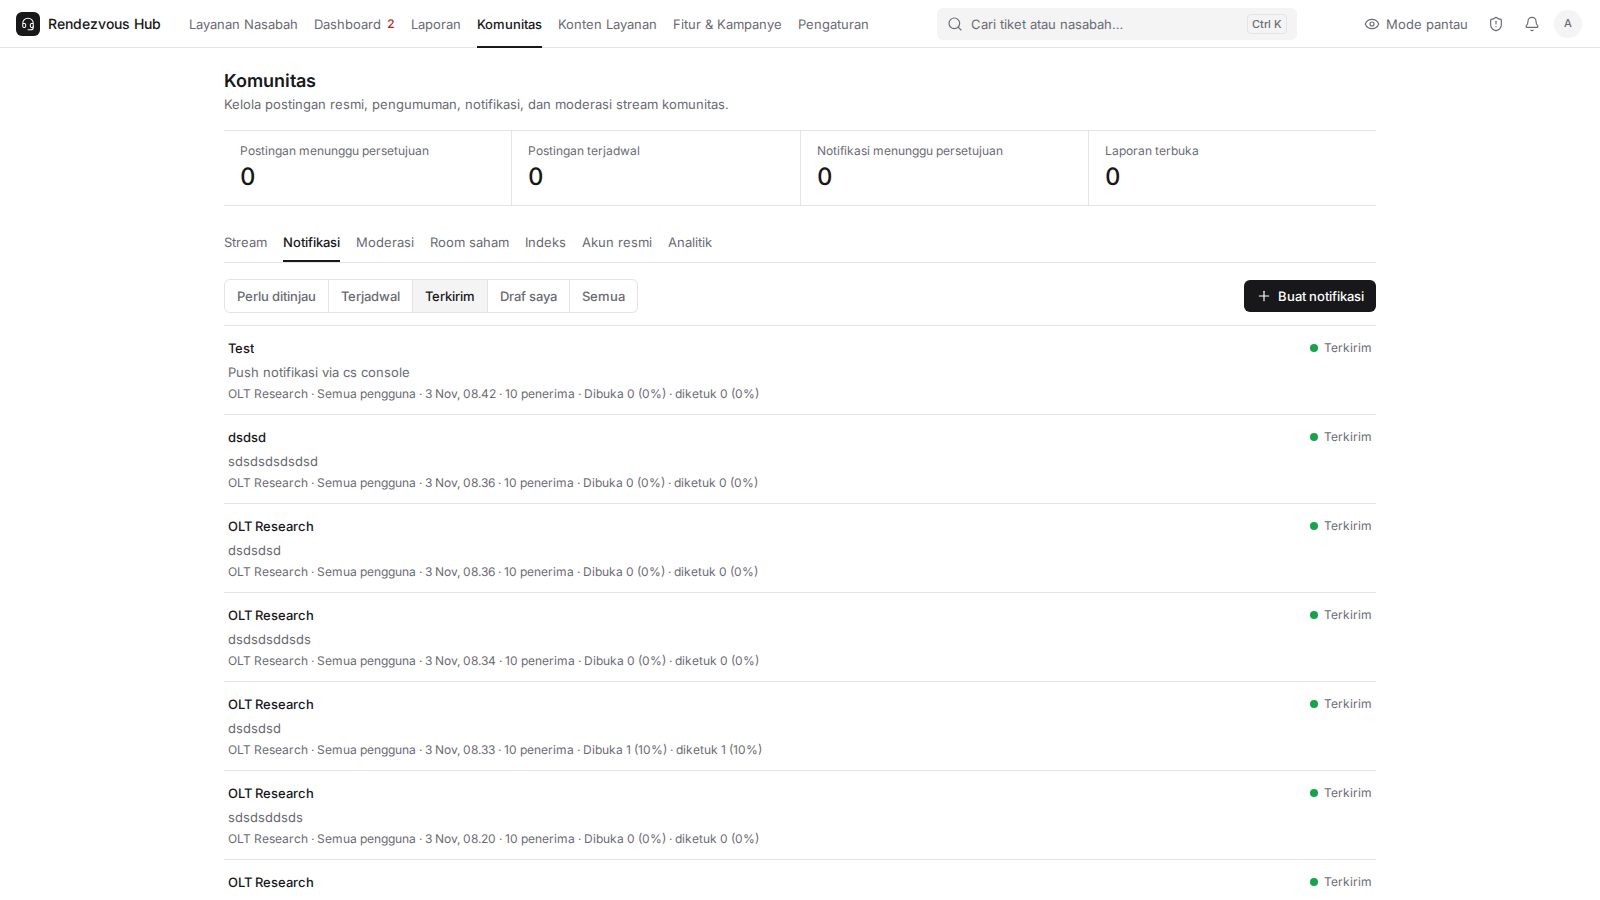 Rendezvous Hub
Layanan Nasabah
Dashboard 2
Laporan
Komunitas
Konten Layanan
Fitur & Kampanye
Pengaturan
Cari tiket atau nasabah...
Ctrl K
Mode pantau
A
Komunitas
Kelola postingan resmi, pengumuman, notifikasi, dan moderasi stream komunitas.
Postingan menunggu persetujuan
0
Postingan terjadwal
0
Notifikasi menunggu persetujuan
0
Laporan terbuka
0
Stream
Notifikasi
Moderasi
Room saham
Indeks
Akun resmi
Analitik
Perlu ditinjau
Terjadwal
Terkirim
Draf saya
Semua
Buat notifikasi
Test
Terkirim
Push notifikasi via cs console
OLT Research · Semua pengguna · 3 Nov, 08.42 · 10 penerima · Dibuka 0 (0%) · diketuk 0 (0%)
dsdsd
Terkirim
sdsdsdsdsdsd
OLT Research · Semua pengguna · 3 Nov, 08.36 · 10 penerima · Dibuka 0 (0%) · diketuk 0 (0%)
OLT Research
Terkirim
dsdsdsd
OLT Research · Semua pengguna · 3 Nov, 08.36 · 10 penerima · Dibuka 0 (0%) · diketuk 0 (0%)
OLT Research
Terkirim
dsdsdsddsds
OLT Research · Semua pengguna · 3 Nov, 08.34 · 10 penerima · Dibuka 0 (0%) · diketuk 0 (0%)
OLT Research
Terkirim
dsdsdsd
OLT Research · Semua pengguna · 3 Nov, 08.33 · 10 penerima · Dibuka 1 (10%) · diketuk 1 (10%)
OLT Research
Terkirim
sdsdsddsds
OLT Research · Semua pengguna · 3 Nov, 08.20 · 10 penerima · Dibuka 0 (0%) · diketuk 0 (0%)
OLT Research
Terkirim